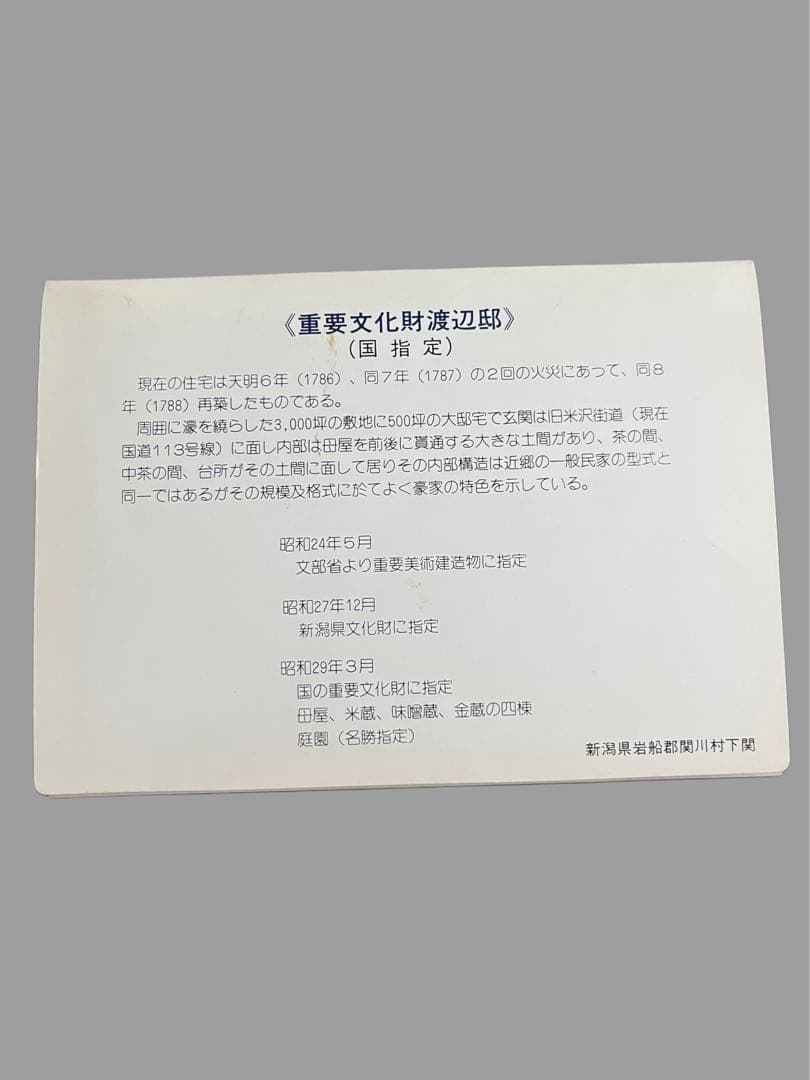 《重要文化財渡辺邸》
（国指定）
現在の住宅は天明６年（1786）、同７年（1787）の２回の火災にあって、同８
年（1788）再築したものである。
周囲に濠を繞らした3,000坪の敷地に500坪の大邸宅で玄関は旧米沢街道（現在
国道113号線）に面し内部は母屋を前後に貫通する大きな土間があり、茶の間、
中茶の間、台所がその土間に面して居りその内部構造は近郷の一般民家の型式と
同一ではあるがその規模及格式に於てよく豪家の特色を示している。
昭和24年５月
文部省より重要美術建造物に指定
昭和27年12月
新潟県文化財に指定
昭和29年３月
国の重要文化財に指定
母屋、米蔵、味噌蔵、金蔵の四棟
庭園（名勝指定）
新潟県岩船郡関川村下関